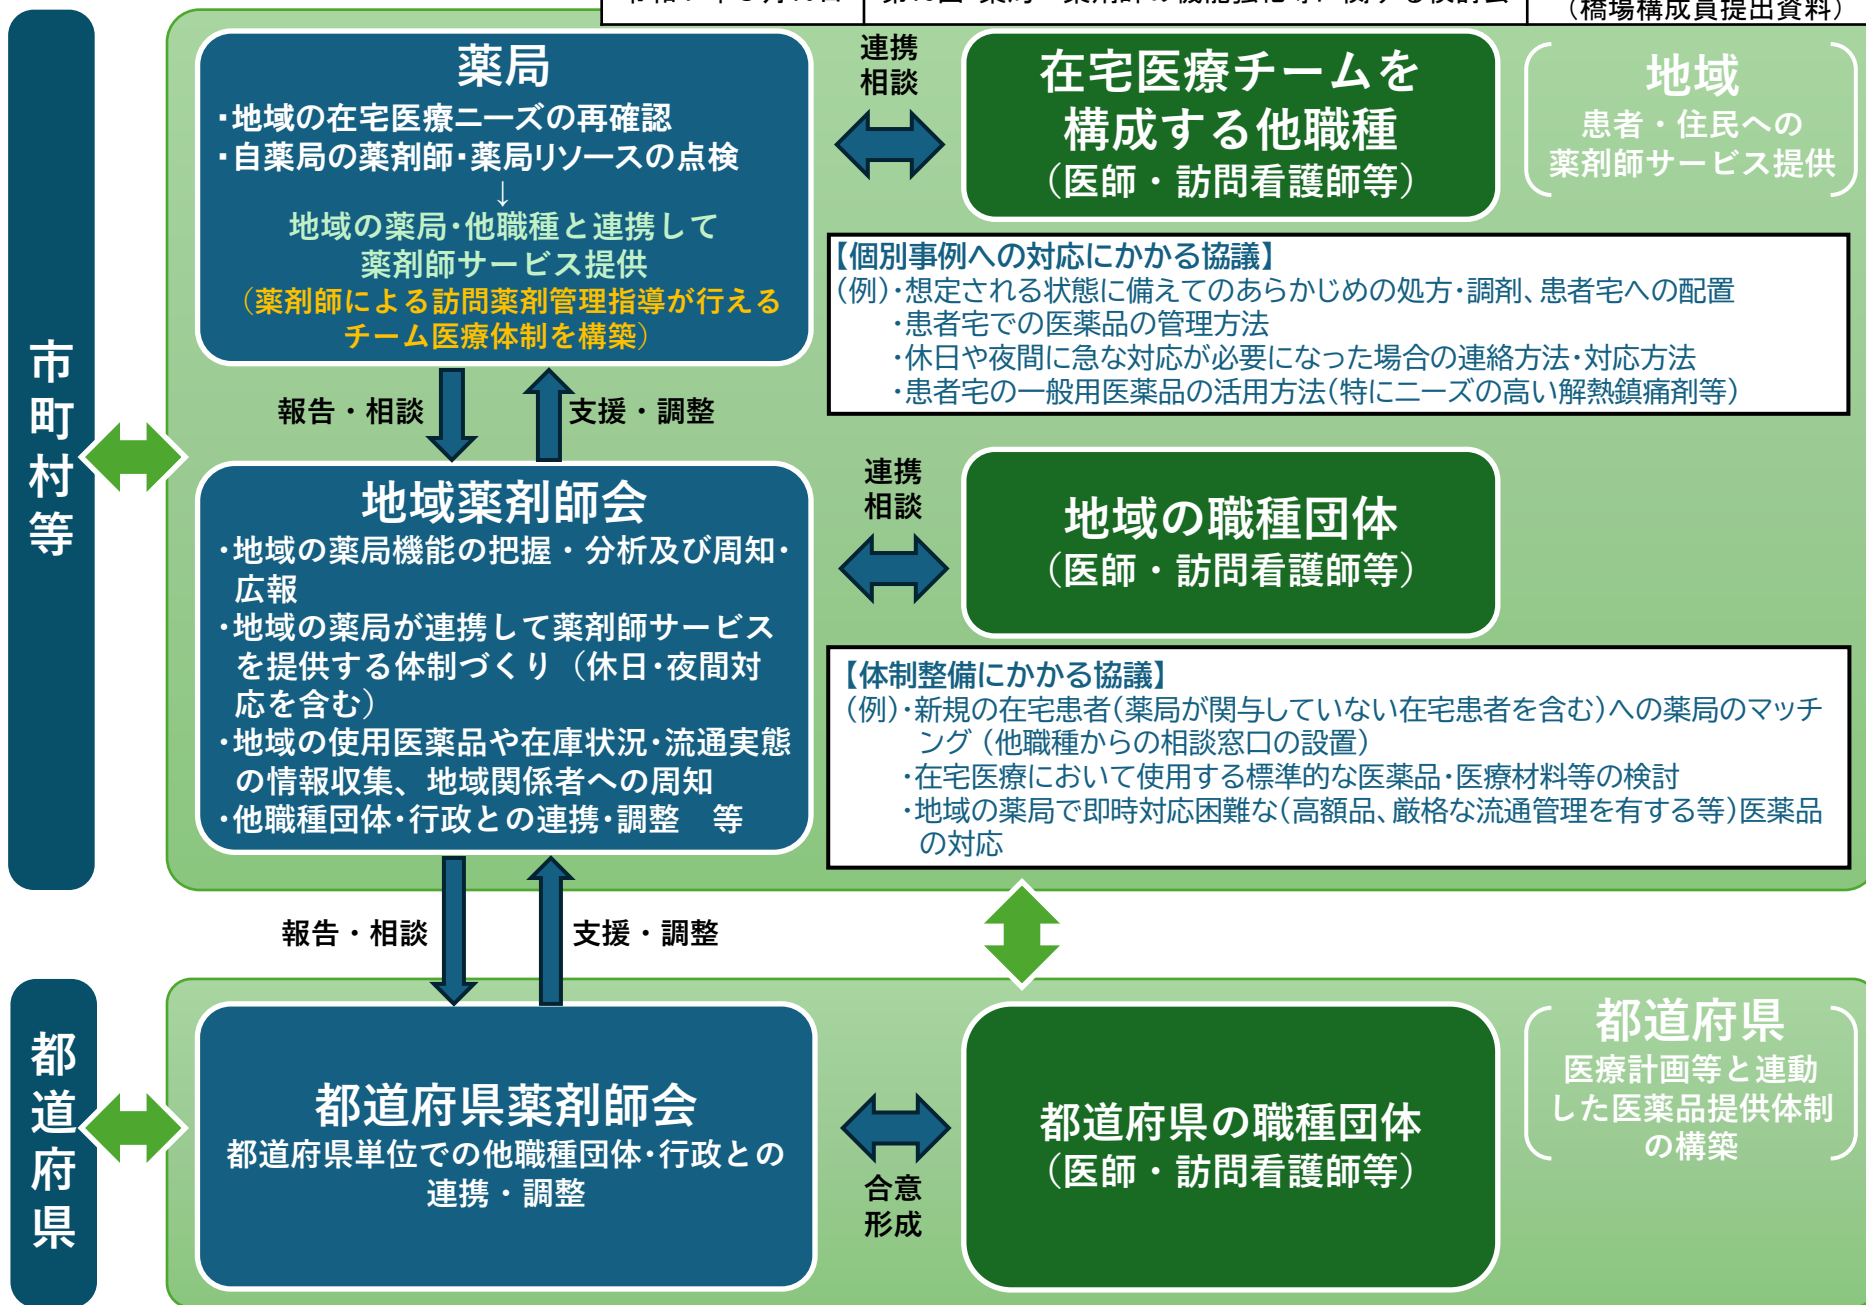 (橋場構成員提出資料)
市町村等
薬局
・地域の在宅医療ニーズの再確認
・自薬局の薬剤師・薬局リソースの点検
↓
地域の薬局・他職種と連携して
薬剤師サービス提供
(薬剤師による訪問薬剤管理指導が行える
チーム医療体制を構築)
連携
相談
在宅医療チームを
構成する他職種
(医師・訪問看護師等)
地域
患者・住民への
薬剤師サービス提供
【個別事例への対応にかかる協議】
(例)・想定される状態に備えてのあらかじめの処方・調剤、患者宅への配置
・患者宅での医薬品の管理方法
・休日や夜間に急な対応が必要になった場合の連絡方法・対応方法
・患者宅の一般用医薬品の活用方法(特にニーズの高い解熱鎮痛剤等)
報告・相談
支援・調整
地域薬剤師会
・地域の薬局機能の把握・分析及び周知・
広報
・地域の薬局が連携して薬剤師サービス
を提供する体制づくり(休日・夜間対
応を含む)
・地域の使用医薬品や在庫状況・流通実態
の情報収集、地域関係者への周知
・他職種団体・行政との連携・調整 等
連携
相談
地域の職種団体
(医師・訪問看護師等)
【体制整備にかかる協議】
(例)・新規の在宅患者(薬局が関与していない在宅患者を含む)への薬局のマッチ
ング(他職種からの相談窓口の設置)
・在宅医療において使用する標準的な医薬品・医療材料等の検討
・地域の薬局で即時対応困難な(高額品、厳格な流通管理を有する等)医薬品
の対応
報告・相談
支援・調整
都道府県
都道府県薬剤師会
都道府県単位での他職種団体・行政との
連携・調整
合意
形成
都道府県の職種団体
(医師・訪問看護師等)
都道府県
医療計画等と連動
した医薬品提供体制
の構築